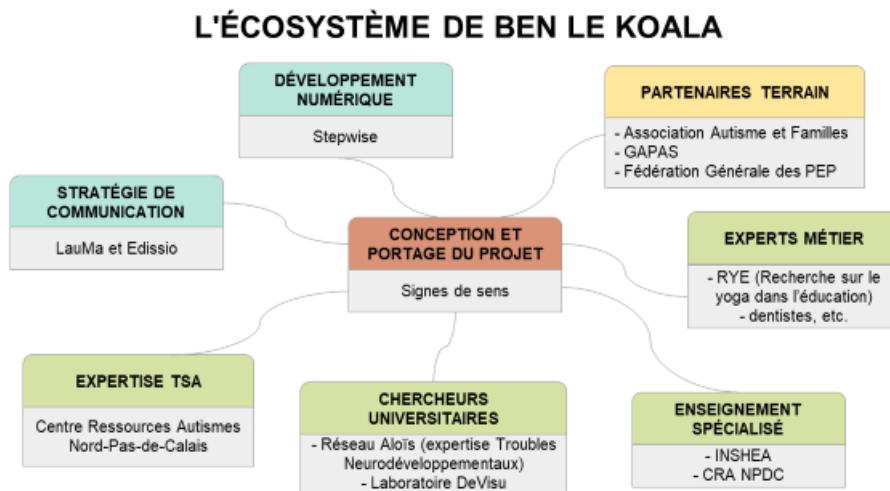 L'ÉCOSYSTÈME DE BEN LE KOALA
DÉVELOPPEMENT
NUMÉRIQUE
Stepwise
PARTENAIRES TERRAIN
- Association Autisme et Familles
- GAPAS
- Fédération Générale des PEP
STRATÉGIE DE
COMMUNICATION
LauMa et Edissio
CONCEPTION ET
PORTAGE DU PROJET
Signes de sens
EXPERTS MÉTIER
- RYE (Recherche sur le
yoga dans l'éducation)
- dentistes, etc.
EXPERTISE TSA
Centre Ressources Autismes
Nord-Pas-de-Calais
CHERCHEURS
UNIVERSITAIRES
- Réseau Aloïs (expertise Troubles
Neurodéveloppementaux)
- Laboratoire DeVisu
ENSEIGNEMENT
SPÉCIALISÉ
- INSHEA
- CRA NPDC